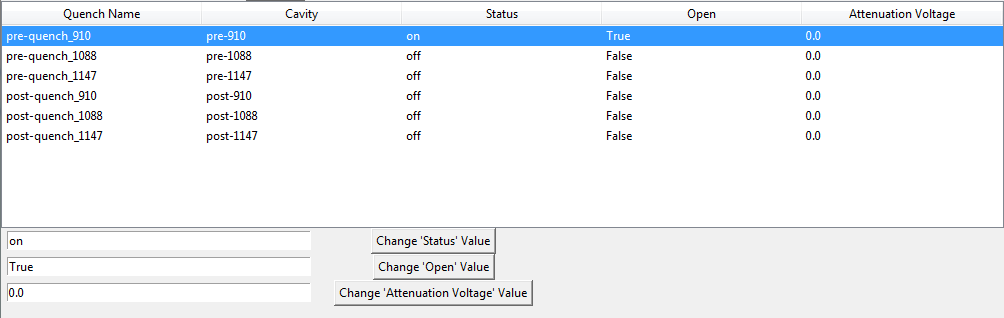 Quench Name Cavity Status Open Attenuation Voltage
pre-quench_910 pre-910 on True 0.0
pre-quench_1088 pre-1088 off False 0.0
pre-quench_1147 pre-1147 off False 0.0
post-quench_910 post-910 off False 0.0
post-quench_1088 post-1088 off False 0.0
post-quench_1147 post-1147 off False 0.0
on Change 'Status' Value
True Change 'Open' Value
0.0 Change 'Attenuation Voltage' Value